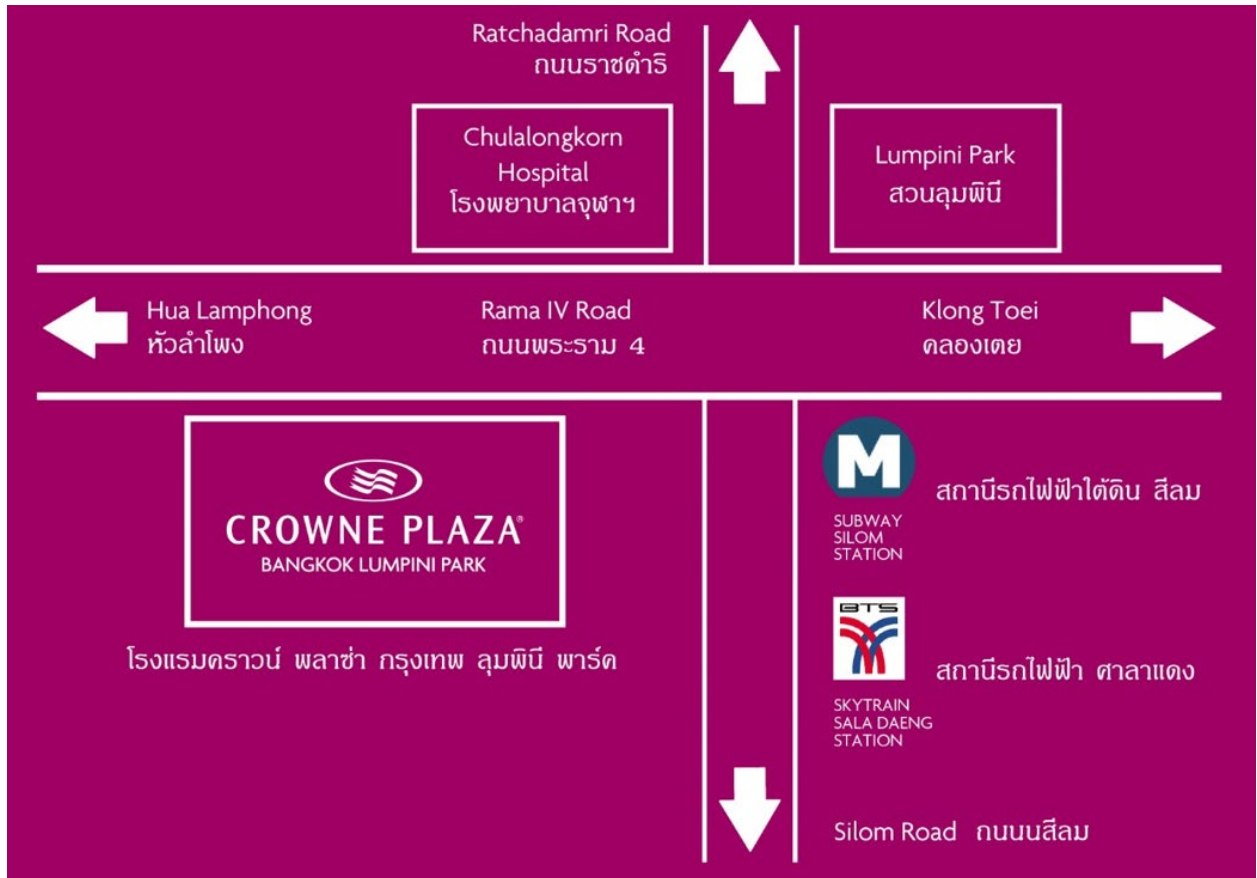 Ratchadamri Road
ถนนราชดำริ
Chulalongkorn
Hospital
โรงพยาบาลจุฬาฯ
Lumpini Park
สวนลุมพินี
Hua Lamphong
หัวลำโพง
Rama IV Road
ถนนพระราม 4
Klong Toei
คลองเตย
CROWNE PLAZA®
BANGKOK LUMPINI PARK
โรงแรมคราวน์ พลาซ่า กรุงเทพ ลุมพินี พาร์ค
M
สถานีรถไฟฟ้าใต้ดิน สีลม
SUBWAY
SILOM
STATION
BTS
สถานีรถไฟฟ้า ศาลาแดง
SKYTRAIN
SALA DAENG
STATION
Silom Road ถนนนสีลม